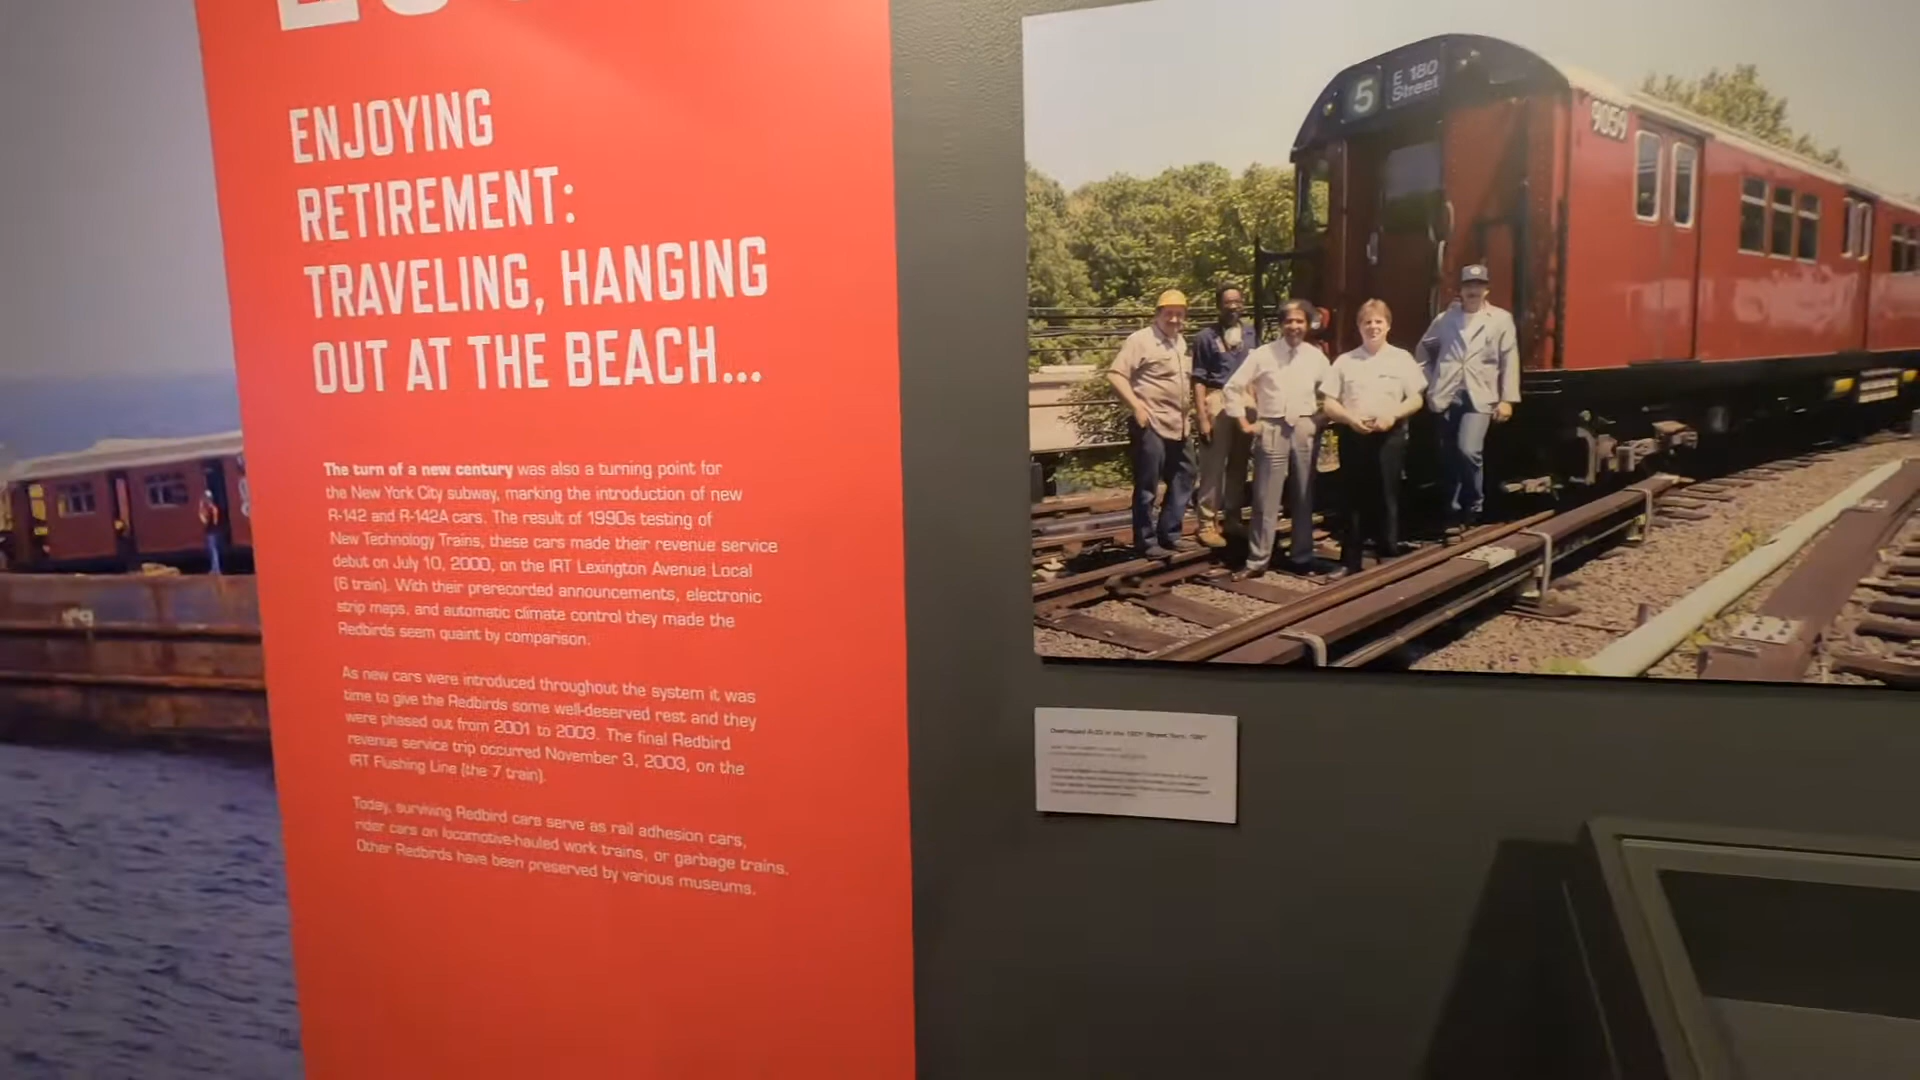 ENJOYING
RETIREMENT:
TRAVELING, HANGING
OUT AT THE BEACH...
The turn of a new century was also a turning point for
the New York City subway, marking the introduction of new
R-142 and R-142A cars. The result of 1990s testing of
New Technology Trains, these cars made their revenue service
debut on July 10, 2000, on the IRT Lexington Avenue Local
(6 train). With their prerecorded announcements, electronic
strip maps, and automatic climate control they made the
Redbirds seem quaint by comparison.
As new cars were introduced throughout the system it was
time to give the Redbirds some well-deserved rest and they
were phased out from 2001 to 2003. The final Redbird
revenue service trip occurred November 3, 2003, on the
IRT Flushing Line (the 7 train).
Today, surviving Redbird cars serve as rail adhesion cars,
rider cars on locomotive-hauled work trains, or garbage trains.
Other Redbirds have been preserved by various museums.
5
E 180
Street
9059